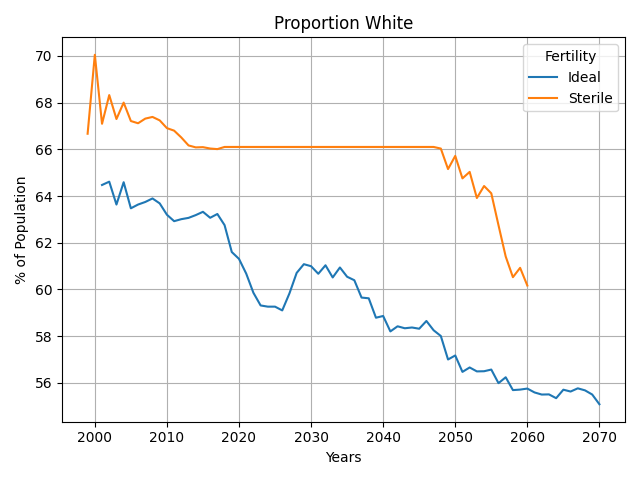 Proportion White
Fertility
Ideal
Sterile
% of Population
70
68
66
64
62
60
58
56
2000 2010 2020 2030 2040 2050 2060 2070
Years